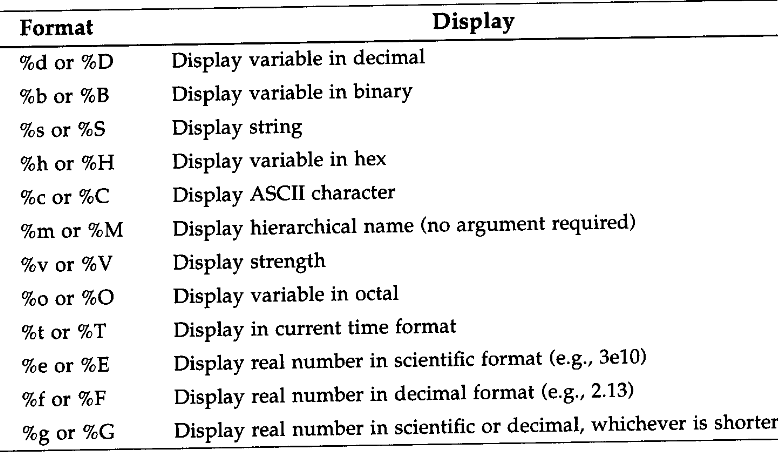 Format Display
%d or %D Display variable in decimal
%b or %B Display variable in binary
%s or %S Display string
%h or %H Display variable in hex
%c or %C Display ASCII character
%m or %M Display hierarchical name (no argument required)
%v or %V Display strength
%o or %O Display variable in octal
%t or %T Display in current time format
%e or %E Display real number in scientific format (e.g., 3e10)
%f or %F Display real number in decimal format (e.g., 2.13)
%g or %G Display real number in scientific or decimal, whichever is shorter